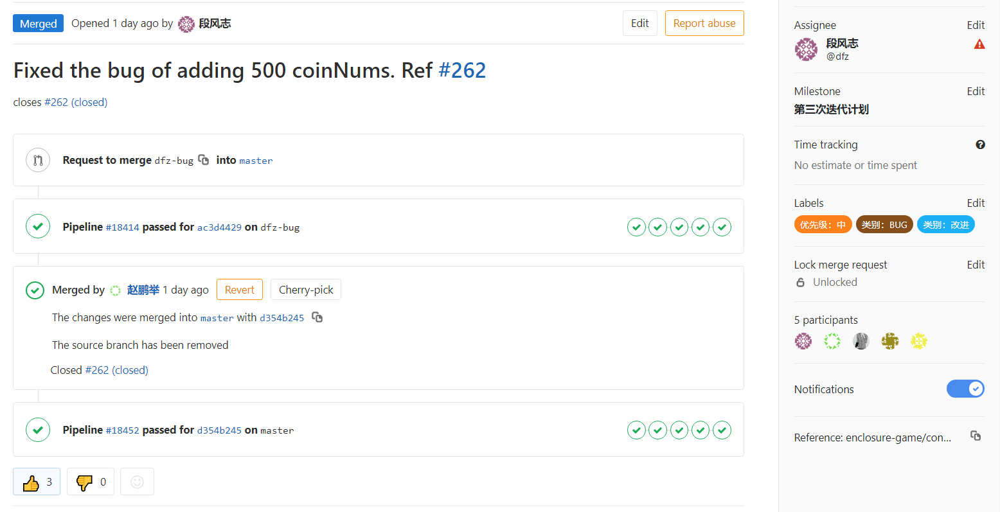 Merged Opened 1 day ago by 段风志 Edit Report abuse
Fixed the bug of adding 500 coinNums. Ref #262
closes #262 (closed)
Request to merge dfz-bug into master
Pipeline #18414 passed for ac3d4429 on dfz-bug
Merged by 赵鹏举 1 day ago Revert Cherry-pick
The changes were merged into master with d354b245
The source branch has been removed
Closed #262 (closed)
Pipeline #18452 passed for d354b245 on master
3 0
Assignee Edit
段风志
@dfz
Milestone Edit
第三次迭代计划
Time tracking
No estimate or time spent
Labels Edit
优先级：中 类别：BUG 类别：改进
Lock merge request Edit
Unlocked
5 participants
Notifications
Reference: enclosure-game/con...